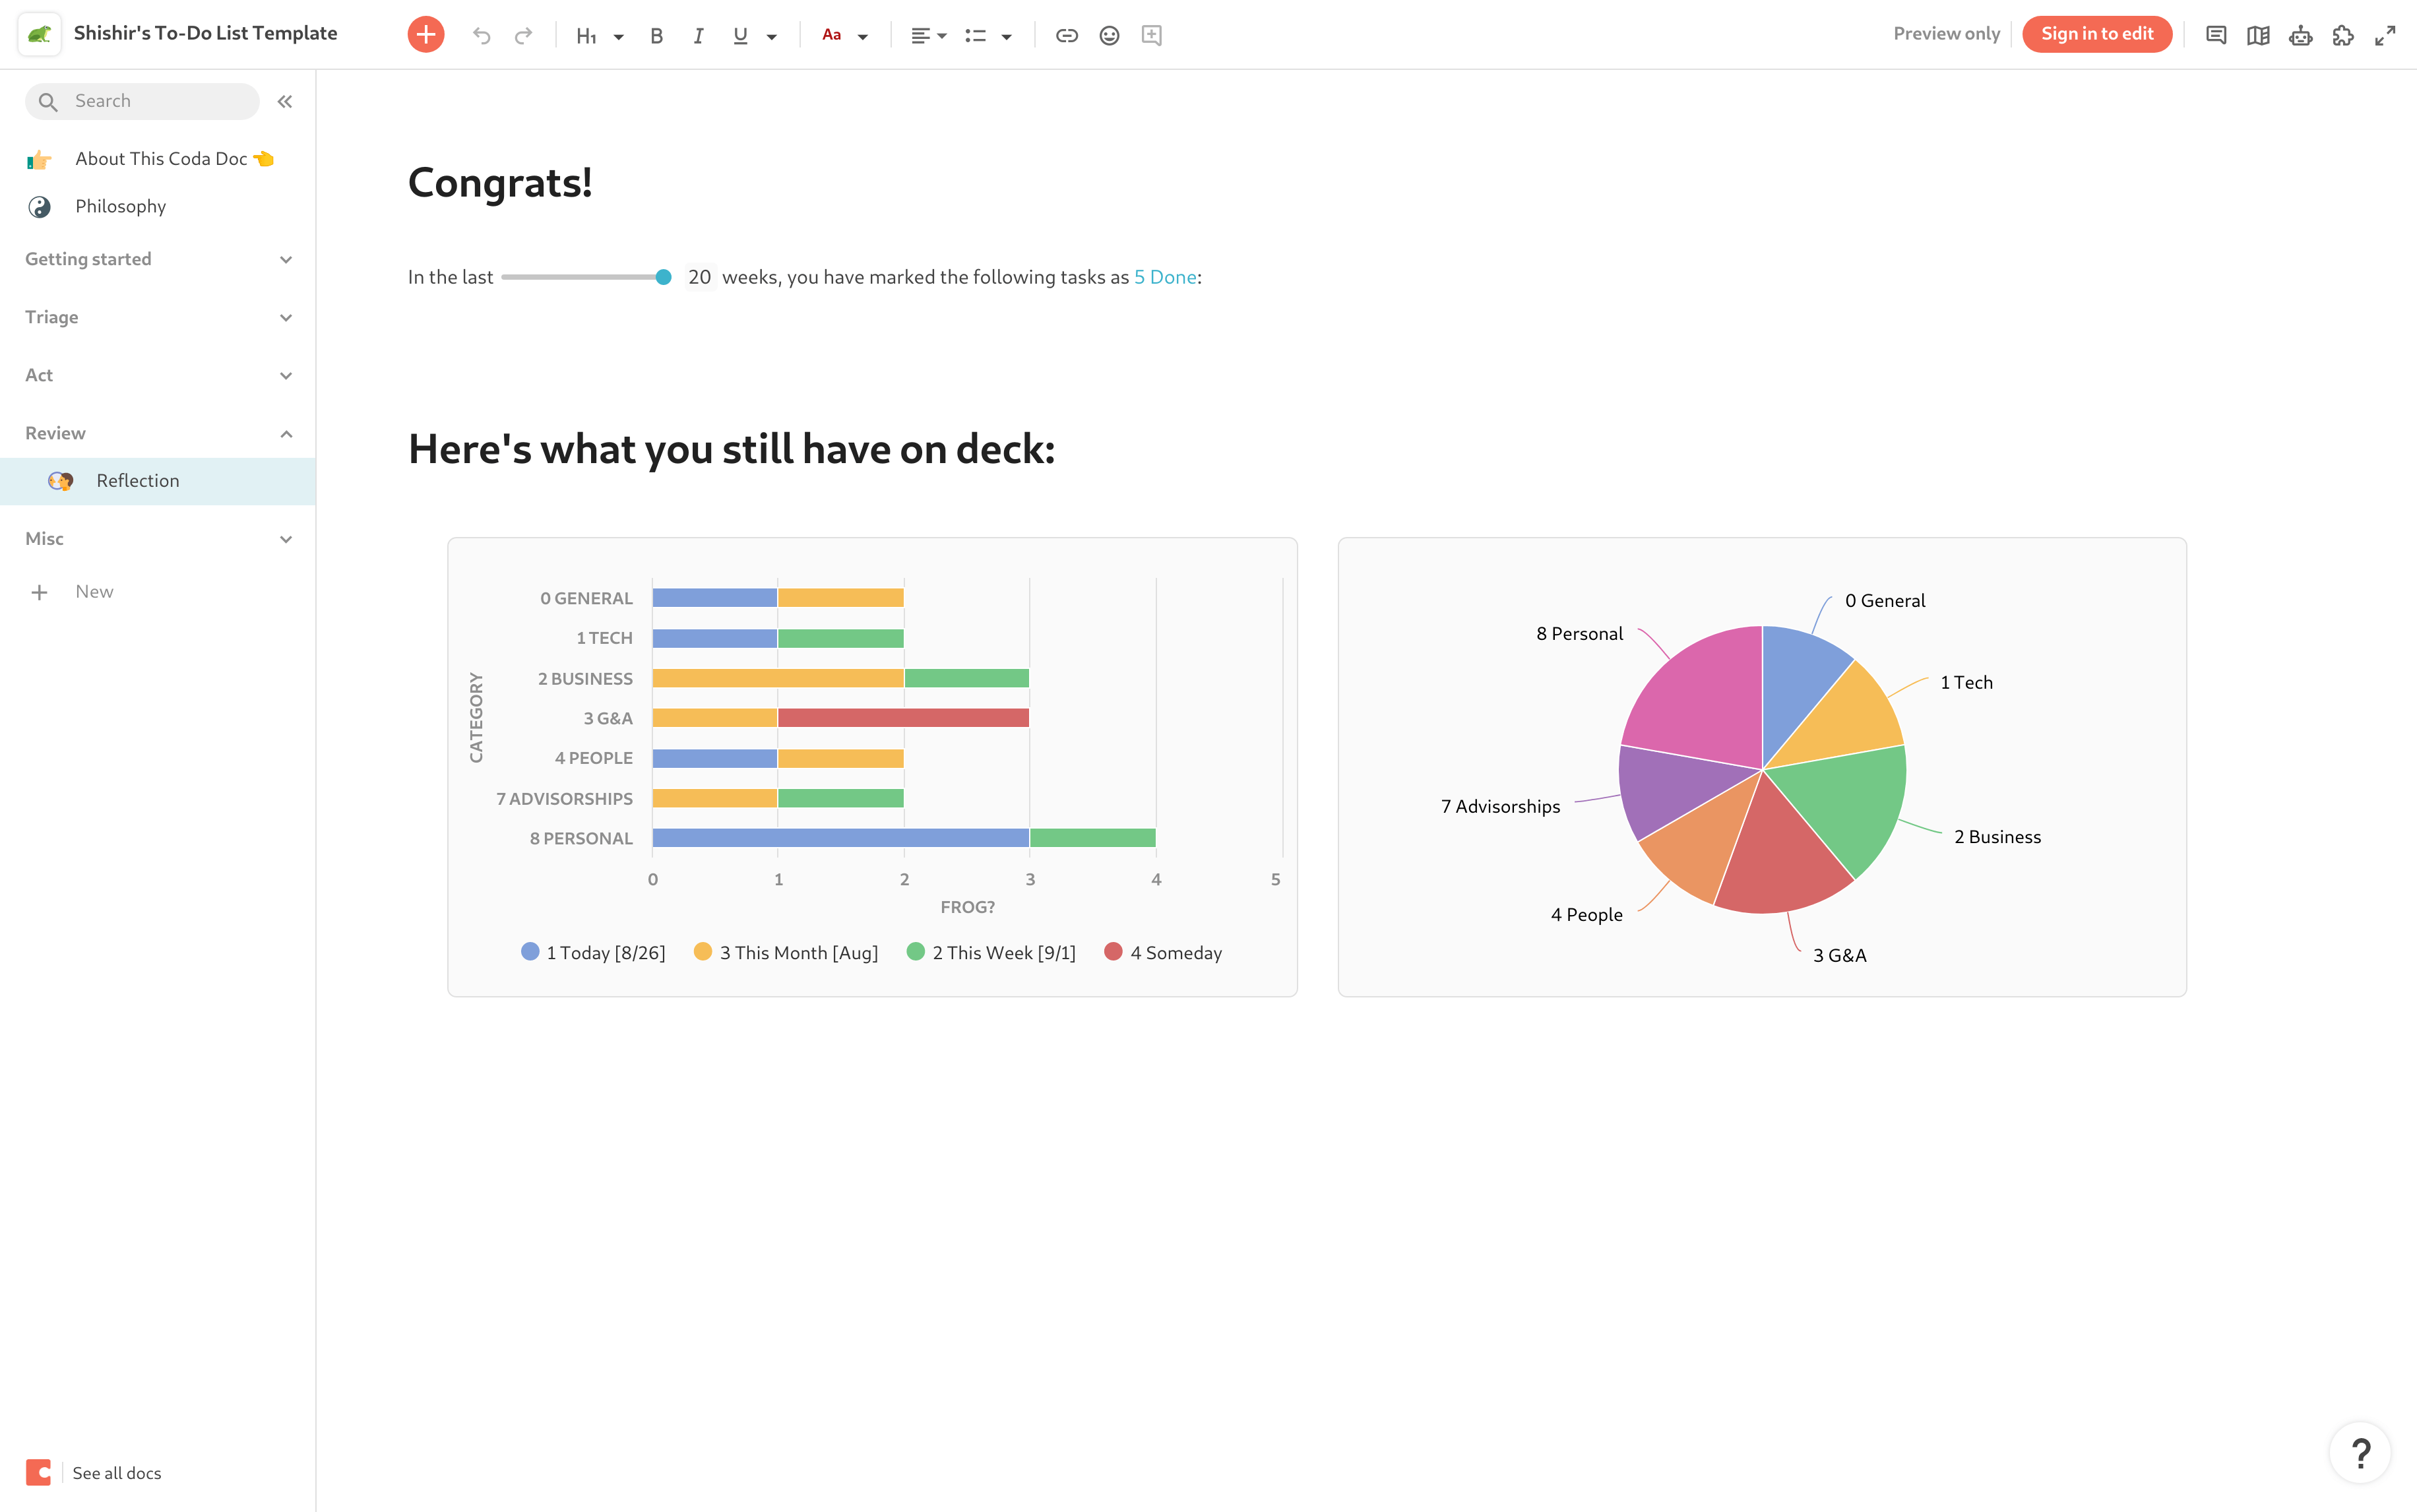 Shishir's To-Do List Template
H1
B
I
U
Aa
Preview only
Sign in to edit
Search
About This Coda Doc
Philosophy
Getting started
Triage
Act
Review
Reflection
Misc
New
See all docs
Congrats!
In the last 20 weeks, you have marked the following tasks as 5 Done:
Here's what you still have on deck:
CATEGORY
0 GENERAL
1 TECH
2 BUSINESS
3 G&A
4 PEOPLE
7 ADVISORSHIPS
8 PERSONAL
0 1 2 3 4 5
FROG?
1 Today [8/26] 3 This Month [Aug] 2 This Week [9/1] 4 Someday
0 General
8 Personal
1 Tech
7 Advisorships
2 Business
4 People
3 G&A
?